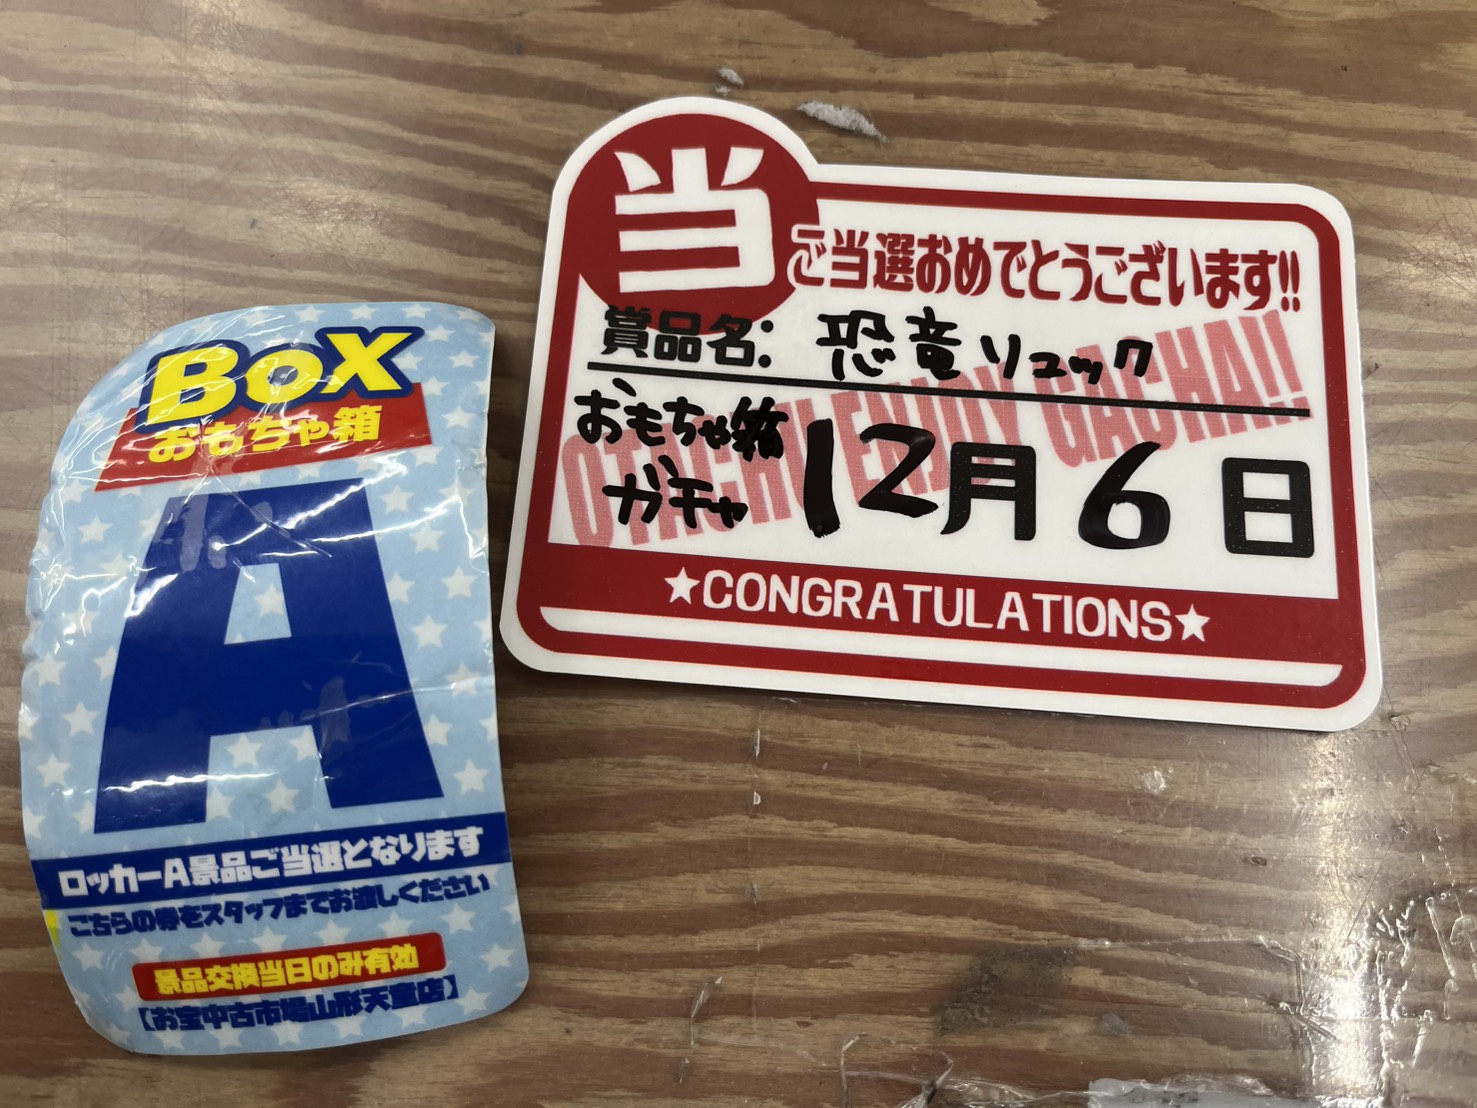 BOX
おもちゃ箱
A
ロッカーA景品ご当選となります
こちらの券をスタッフまでお渡しください
景品交換当日のみ有効
【お宝中古市場山形天童店】
当
ご当選おめでとうございます!!
賞品名: 恐竜リュック
おもちゃ箱
ガチャ
12月6日
OTACHU ENJOY GACHA!!
★CONGRATULATIONS★